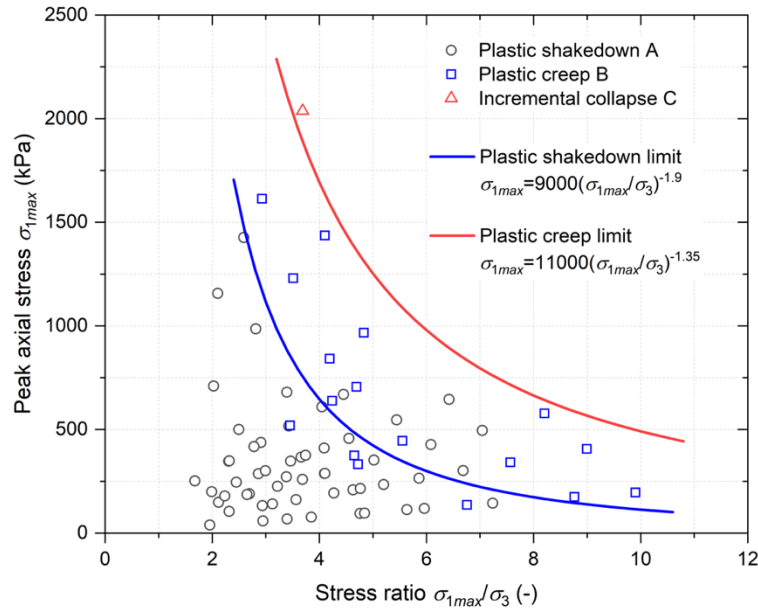 2500
2000
1500
1000
500
0
0
2
4
6
8
10
12
Peak axial stress σ1max (kPa)
Stress ratio σ1max/σ3 (-)
Plastic shakedown A
Plastic creep B
Incremental collapse C
Plastic shakedown limit
σ1max=9000(σ1max/σ3)-1.9
Plastic creep limit
σ1max=11000(σ1max/σ3)-1.35